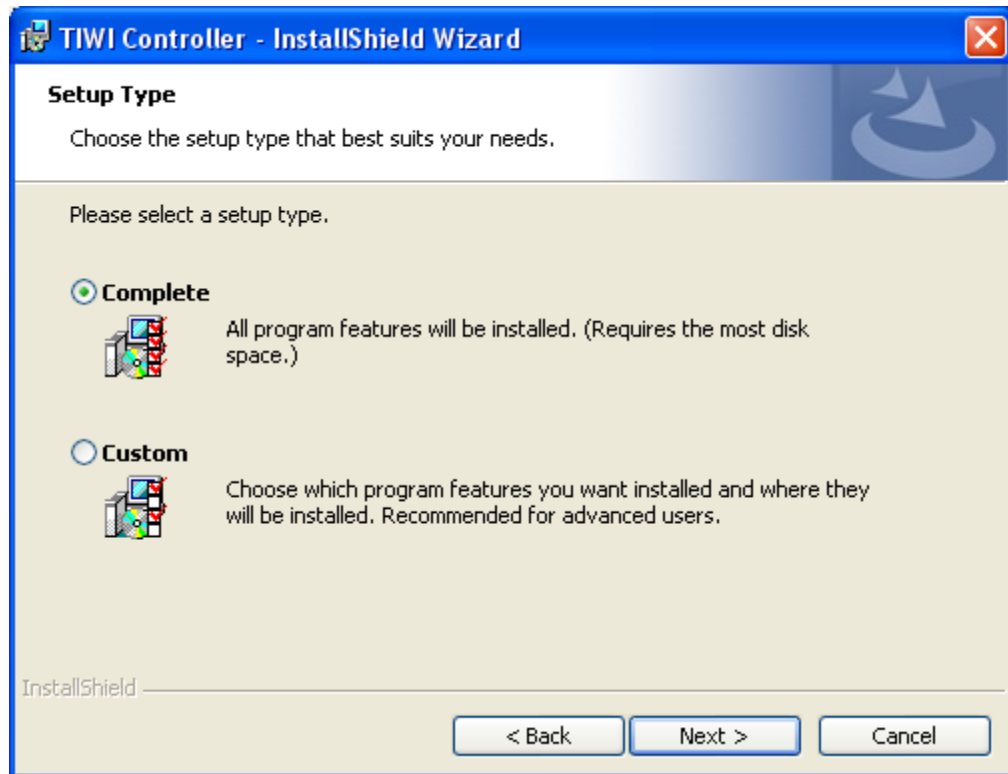 TIWI Controller - InstallShield Wizard
Setup Type
Choose the setup type that best suits your needs.
Please select a setup type.
Complete
All program features will be installed. (Requires the most disk
space.)
Custom
Choose which program features you want installed and where they
will be installed. Recommended for advanced users.
InstallShield
< Back
Next >
Cancel